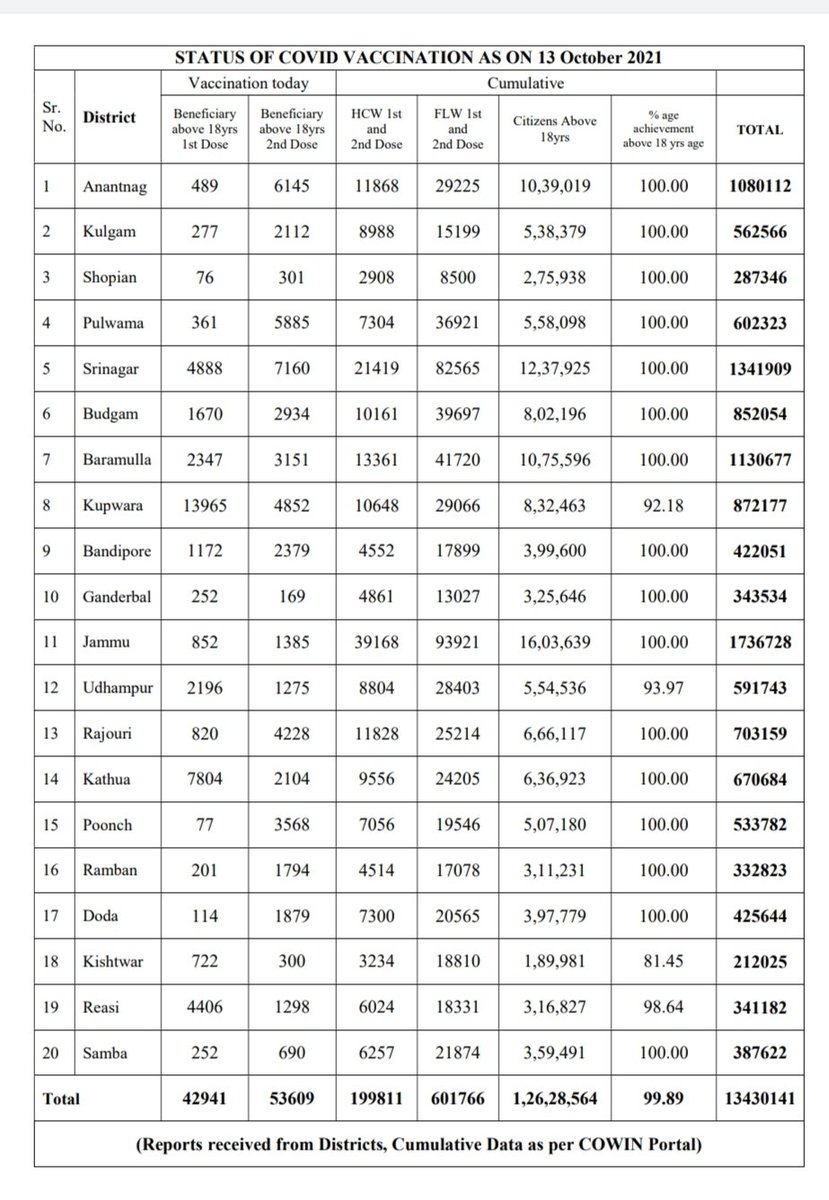 STATUS OF COVID VACCINATION AS ON 13 October 2021
Vaccination today Cumulative
Sr. No. District Beneficiary above 18yrs 1st Dose Beneficiary above 18yrs 2nd Dose HCW 1st and 2nd Dose FLW 1st and 2nd Dose Citizens Above 18yrs % age achievement above 18 yrs age TOTAL
1 Anantnag 489 6145 11868 29225 10,39,019 100.00 1080112
2 Kulgam 277 2112 8988 15199 5,38,379 100.00 562566
3 Shopian 76 301 2908 8500 2,75,938 100.00 287346
4 Pulwama 361 5885 7304 36921 5,58,098 100.00 602323
5 Srinagar 4888 7160 21419 82565 12,37,925 100.00 1341909
6 Budgam 1670 2934 10161 39697 8,02,196 100.00 852054
7 Baramulla 2347 3151 13361 41720 10,75,596 100.00 1130677
8 Kupwara 13965 4852 10648 29066 8,32,463 92.18 872177
9 Bandipore 1172 2379 4552 17899 3,99,600 100.00 422051
10 Ganderbal 252 169 4861 13027 3,25,646 100.00 343534
11 Jammu 852 1385 39168 93921 16,03,639 100.00 1736728
12 Udhampur 2196 1275 8804 28403 5,54,536 93.97 591743
13 Rajouri 820 4228 11828 25214 6,66,117 100.00 703159
14 Kathua 7804 2104 9556 24205 6,36,923 100.00 670684
15 Poonch 77 3568 7056 19546 5,07,180 100.00 533782
16 Ramban 201 1794 4514 17078 3,11,231 100.00 332823
17 Doda 114 1879 7300 20565 3,97,779 100.00 425644
18 Kishtwar 722 300 3234 18810 1,89,981 81.45 212025
19 Reasi 4406 1298 6024 18331 3,16,827 98.64 341182
20 Samba 252 690 6257 21874 3,59,491 100.00 387622
Total 42941 53609 199811 601766 1,26,28,564 99.89 13430141
(Reports received from Districts, Cumulative Data as per COWIN Portal)